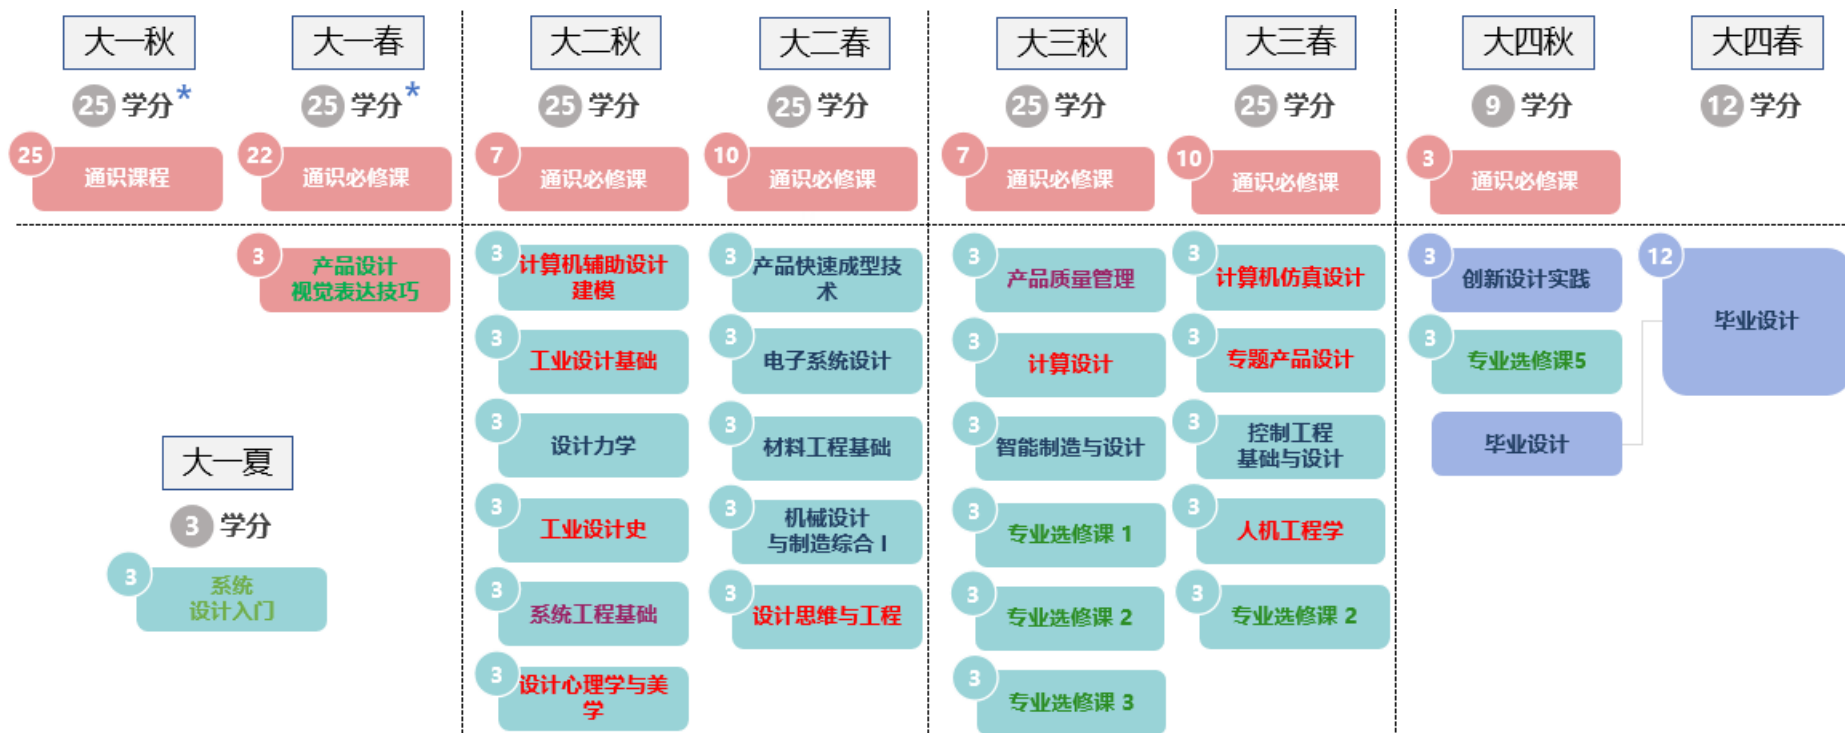 大一秋
大一春
大二秋
大二春
大三秋
大三春
大四秋
大四春
25 学分*
25 学分*
25 学分
25 学分
25 学分
25 学分
9 学分
12 学分
25
通识课程
22
通识必修课
7
通识必修课
10
通识必修课
7
通识必修课
10
通识必修课
3
通识必修课
3
产品设计
视觉表达技巧
大一夏
3 学分
3
系统
设计入门
3
计算机辅助设计
建模
3
工业设计基础
3
设计力学
3
工业设计史
3
系统工程基础
3
设计心理学与美
学
3
产品快速成型技
术
3
电子系统设计
3
材料工程基础
3
机械设计
与制造综合 I
3
设计思维与工程
3
产品质量管理
3
计算设计
3
智能制造与设计
3
专业选修课 1
3
专业选修课 2
3
专业选修课 3
3
计算机仿真设计
3
专题产品设计
3
控制工程
基础与设计
3
人机工程学
3
专业选修课 2
3
创新设计实践
3
专业选修课5
毕业设计
12
毕业设计